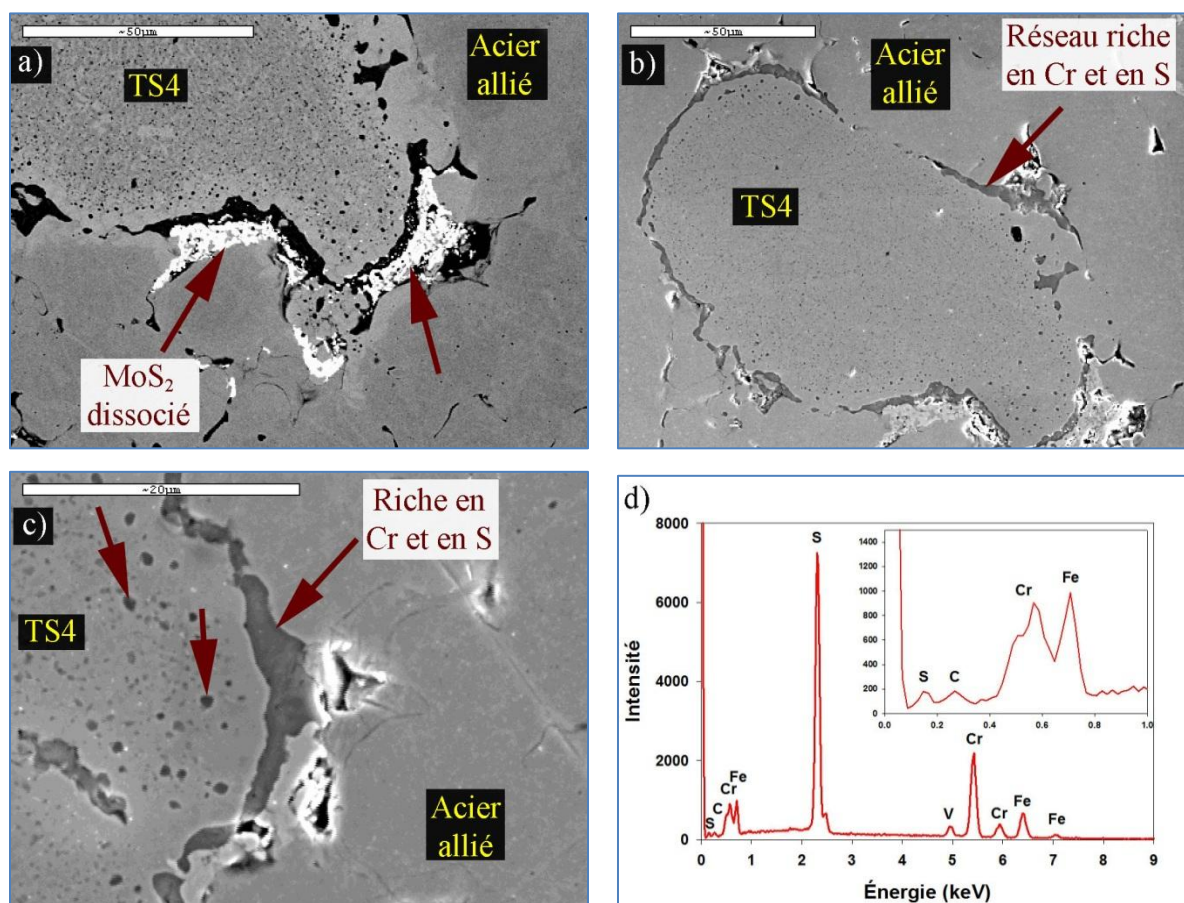 ~50µm
a)
TS4
Acier
allié
MoS₂
dissocié
~50µm
b)
Acier
allié
Réseau riche
en Cr et en S
TS4
~20µm
c)
Riche en
Cr et en S
TS4
Acier
allié
d)
8000
6000
4000
2000
0
Intensité
S
C
Cr
Fe
S
V
Cr
Cr
Fe
Fe
0 1 2 3 4 5 6 7 8 9
Énergie (keV)
1400
1200
1000
800
600
400
200
0
S
C
Cr
Fe
0.0 0.2 0.4 0.6 0.8 1.0